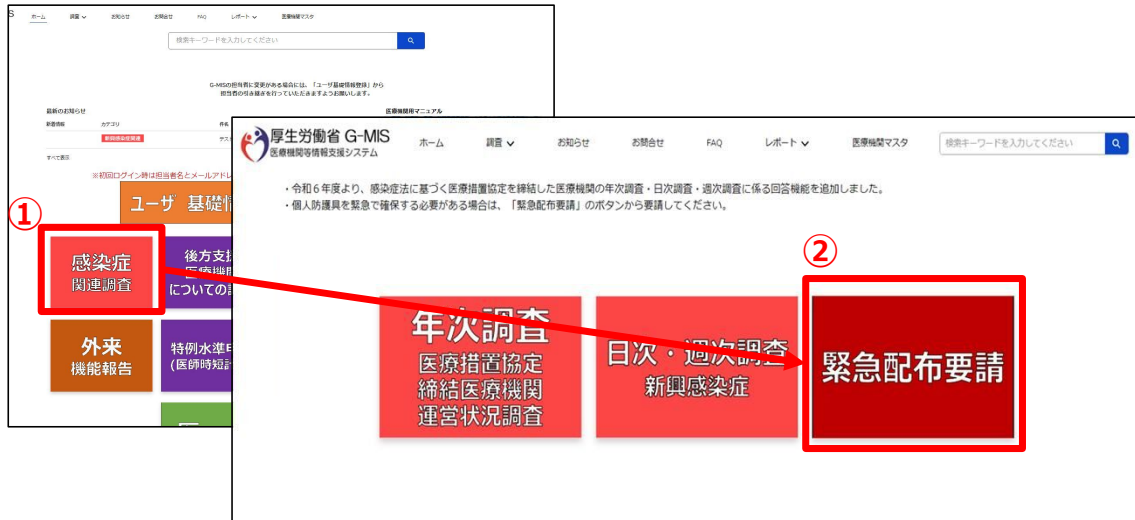 S ホーム 調査 お知らせ お問合せ FAQ レポート 医療機関マスタ
検索キーワードを入力してください
G-MISの担当者に変更がある場合には、「ユーザ基礎情報登録」から
担当者の引き継ぎを行っていただきますようお願いします。
最新のお知らせ
医療機関用マニュアル
新着情報 カテゴリ 件名
新興感染症関連 テス
すべて表示
※初回ログイン時は担当者名とメールアドレ
ユーザ 基礎情
①
感染症
関連調査
後方支援
医療機関
についての
外来
機能報告
特例水準申
(医師時短計
厚生労働省 G-MIS
医療機関等情報支援システム
ホーム 調査 お知らせ お問合せ FAQ レポート 医療機関マスタ 検索キーワードを入力してください
・令和6年度より、感染症法に基づく医療措置協定を締結した医療機関の年次調査・日次調査・週次調査に係る回答機能を追加しました。
・個人防護具を緊急で確保する必要がある場合は、「緊急配布要請」のボタンから要請してください。
②
年次調査
医療措置協定
締結医療機関
運営状況調査
日次・週次調査
新興感染症
緊急配布要請